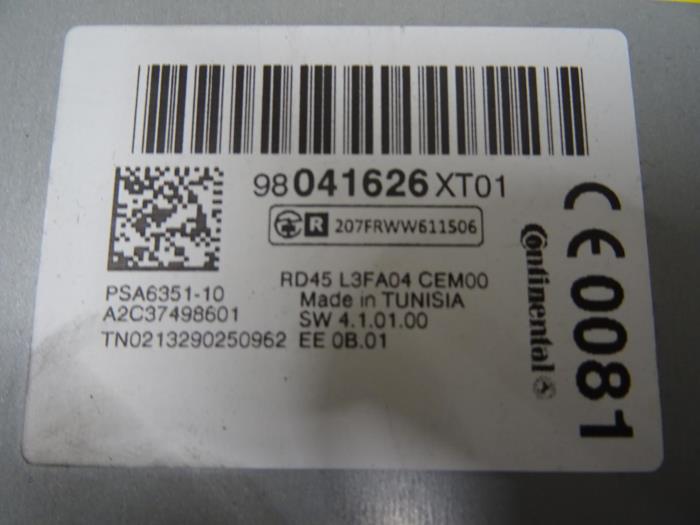 98041626XT01
R 207FRWW611506
PSA6351-10
A2C37498601
TN0213290250962
RD45 L3FA04 CEM00
Made in TUNISIA
SW 4.1.01.00
EE 0B.01
Continental
CE 0081